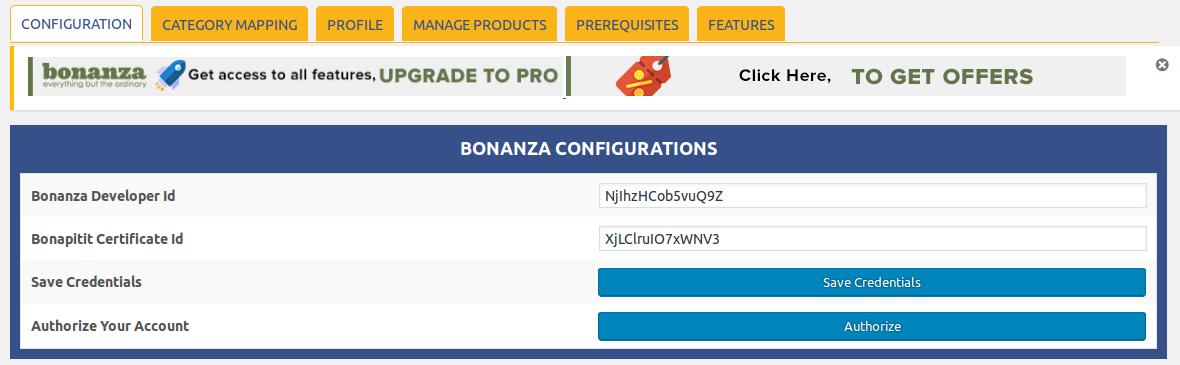 CONFIGURATION CATEGORY MAPPING PROFILE MANAGE PRODUCTS PREREQUISITES FEATURES
bonanza Get access to all features, UPGRADE TO PRO Click Here, TO GET OFFERS
everything but the ordinary
BONANZA CONFIGURATIONS
Bonanza Developer Id NjIhzHCob5vuQ9Z
Bonapitit Certificate Id XjLClruIO7xWNV3
Save Credentials Save Credentials
Authorize Your Account Authorize